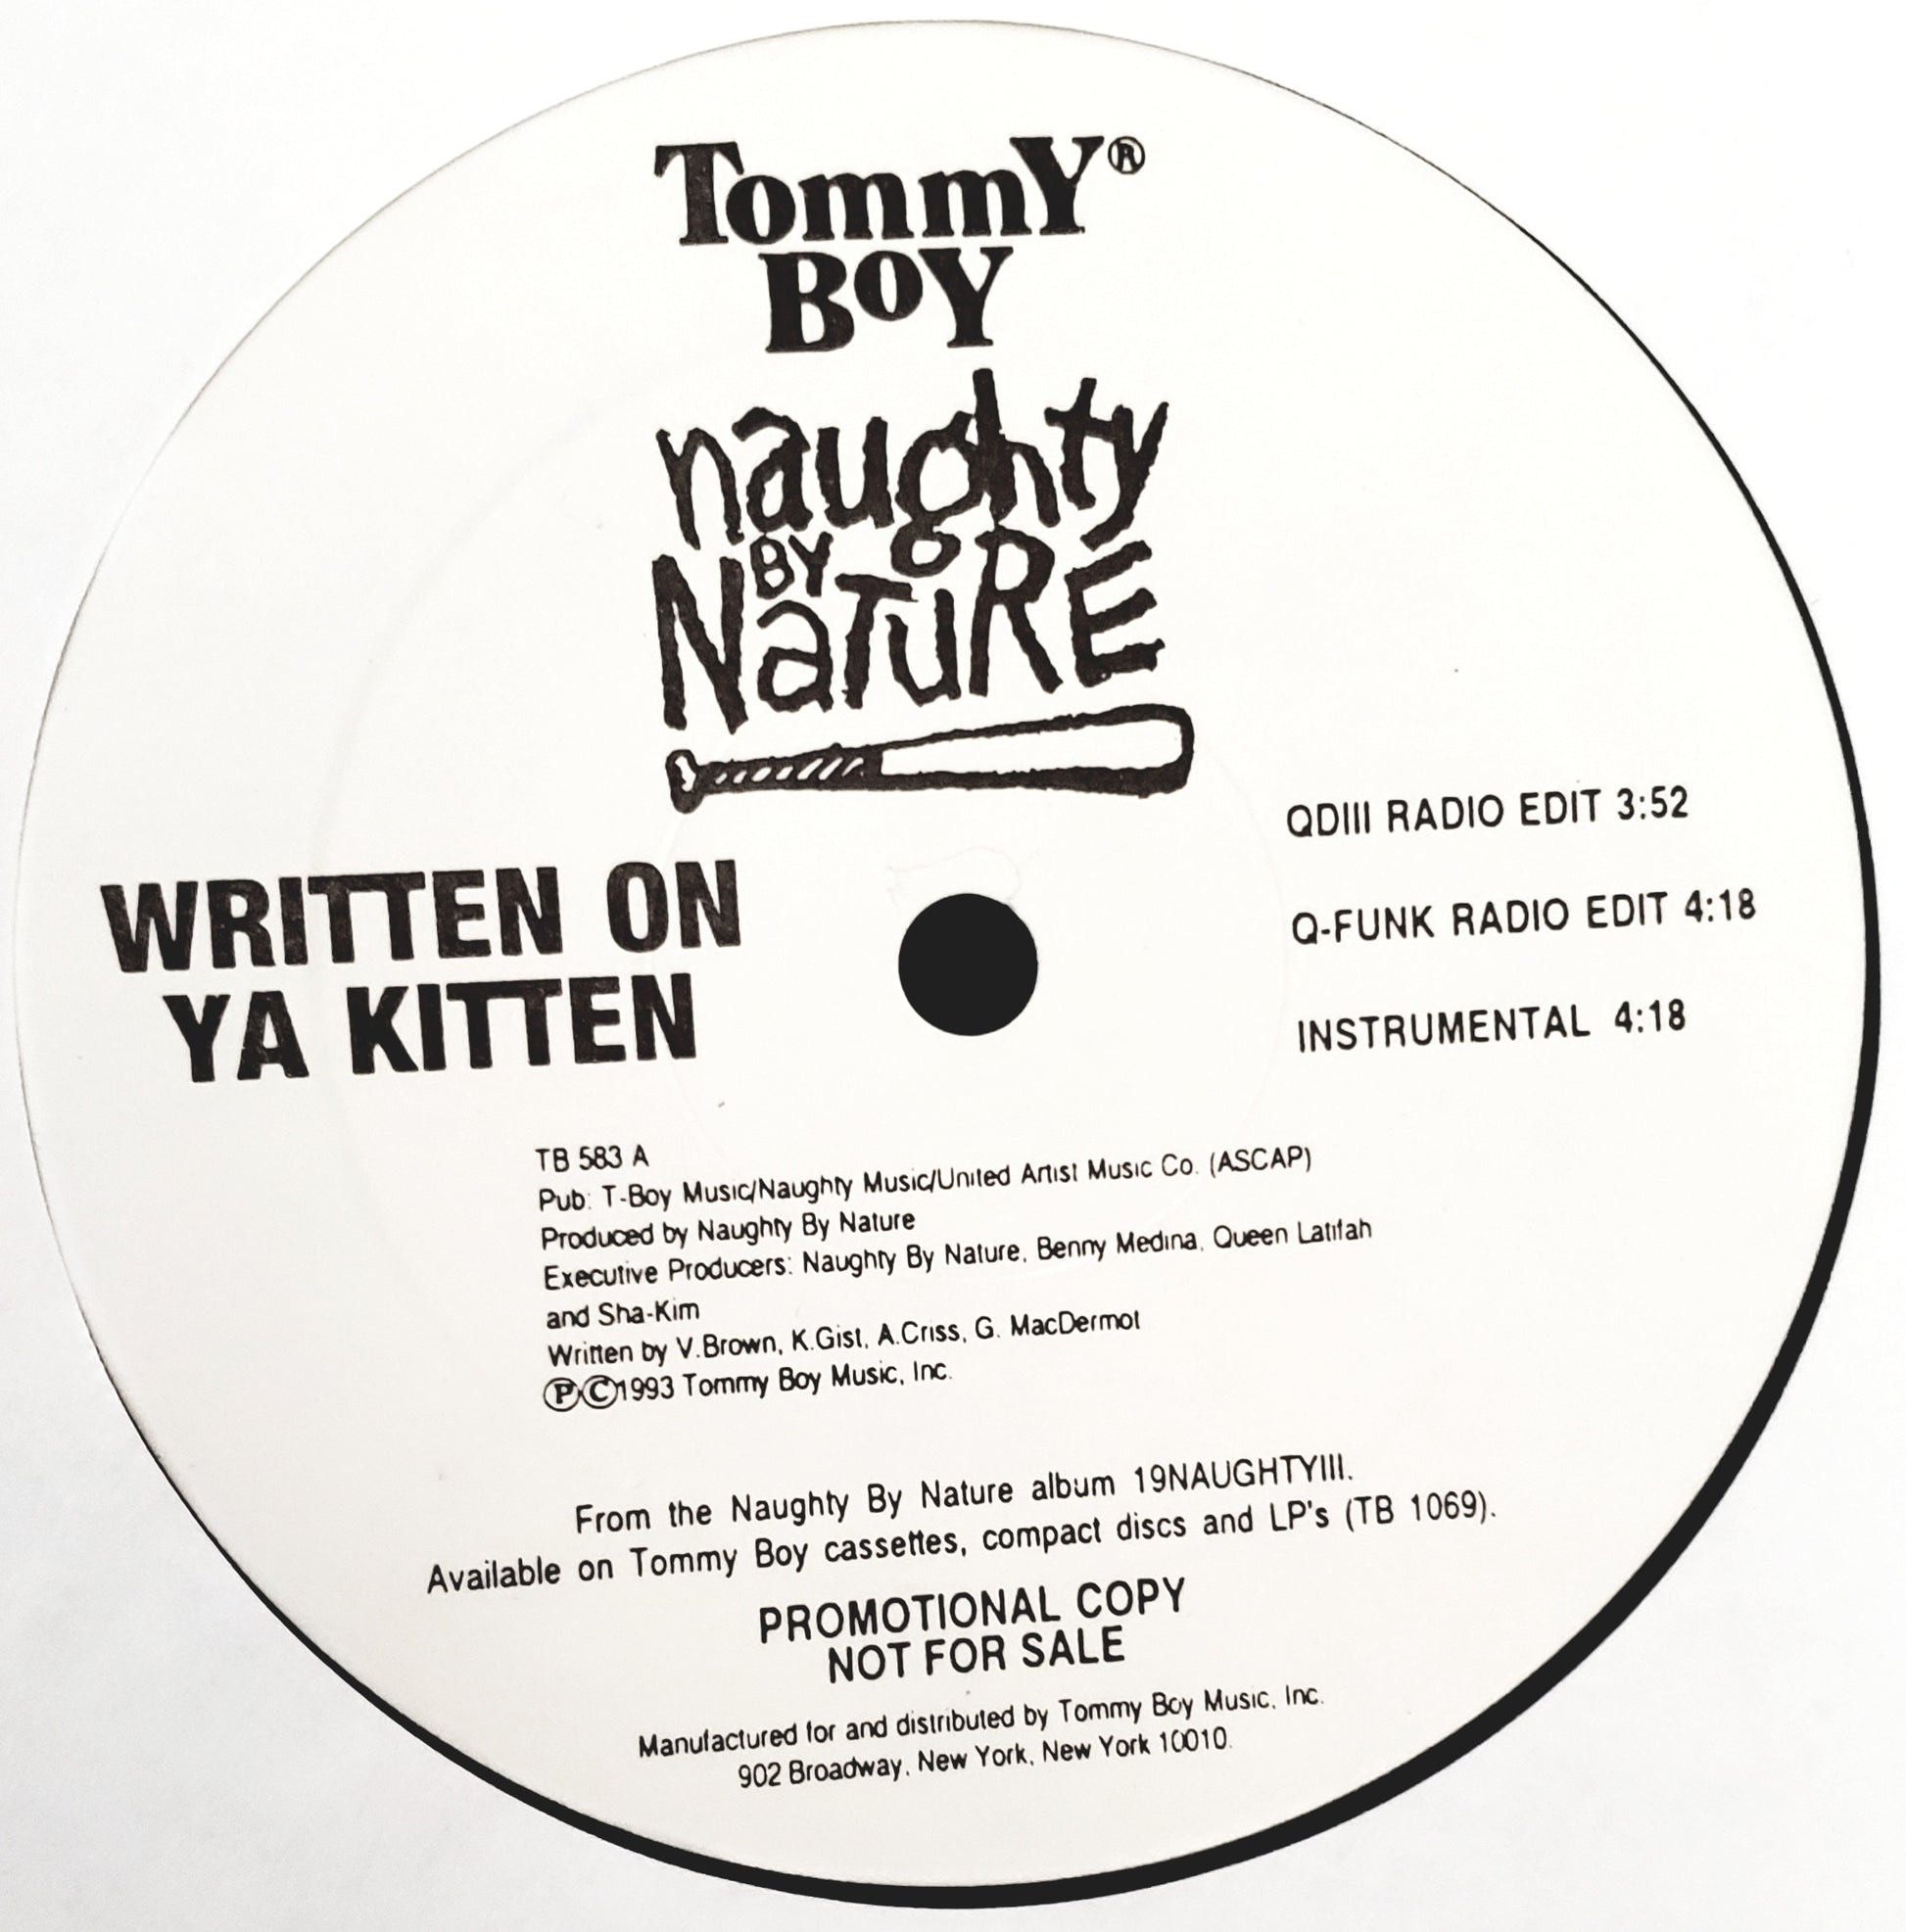 TommY®
BoY
naughty
BY
NaTuRE
QDIII RADIO EDIT 3:52
Q-FUNK RADIO EDIT 4:18
INSTRUMENTAL 4:18
WRITTEN ON
YA KITTEN
TB 583 A
Pub: T-Boy Music/Naughty Music/United Artist Music Co. (ASCAP)
Produced by Naughty By Nature
Executive Producers: Naughty By Nature, Benny Medina, Queen Latifah
and Sha-Kim
Written by V.Brown, K.Gist, A.Criss, G. MacDermot
℗©1993 Tommy Boy Music, Inc.
From the Naughty By Nature album 19NAUGHTYIII.
Available on Tommy Boy cassettes, compact discs and LP's (TB 1069).
PROMOTIONAL COPY
NOT FOR SALE
Manufactured for and distributed by Tommy Boy Music, Inc.
902 Broadway, New York, New York 10010.